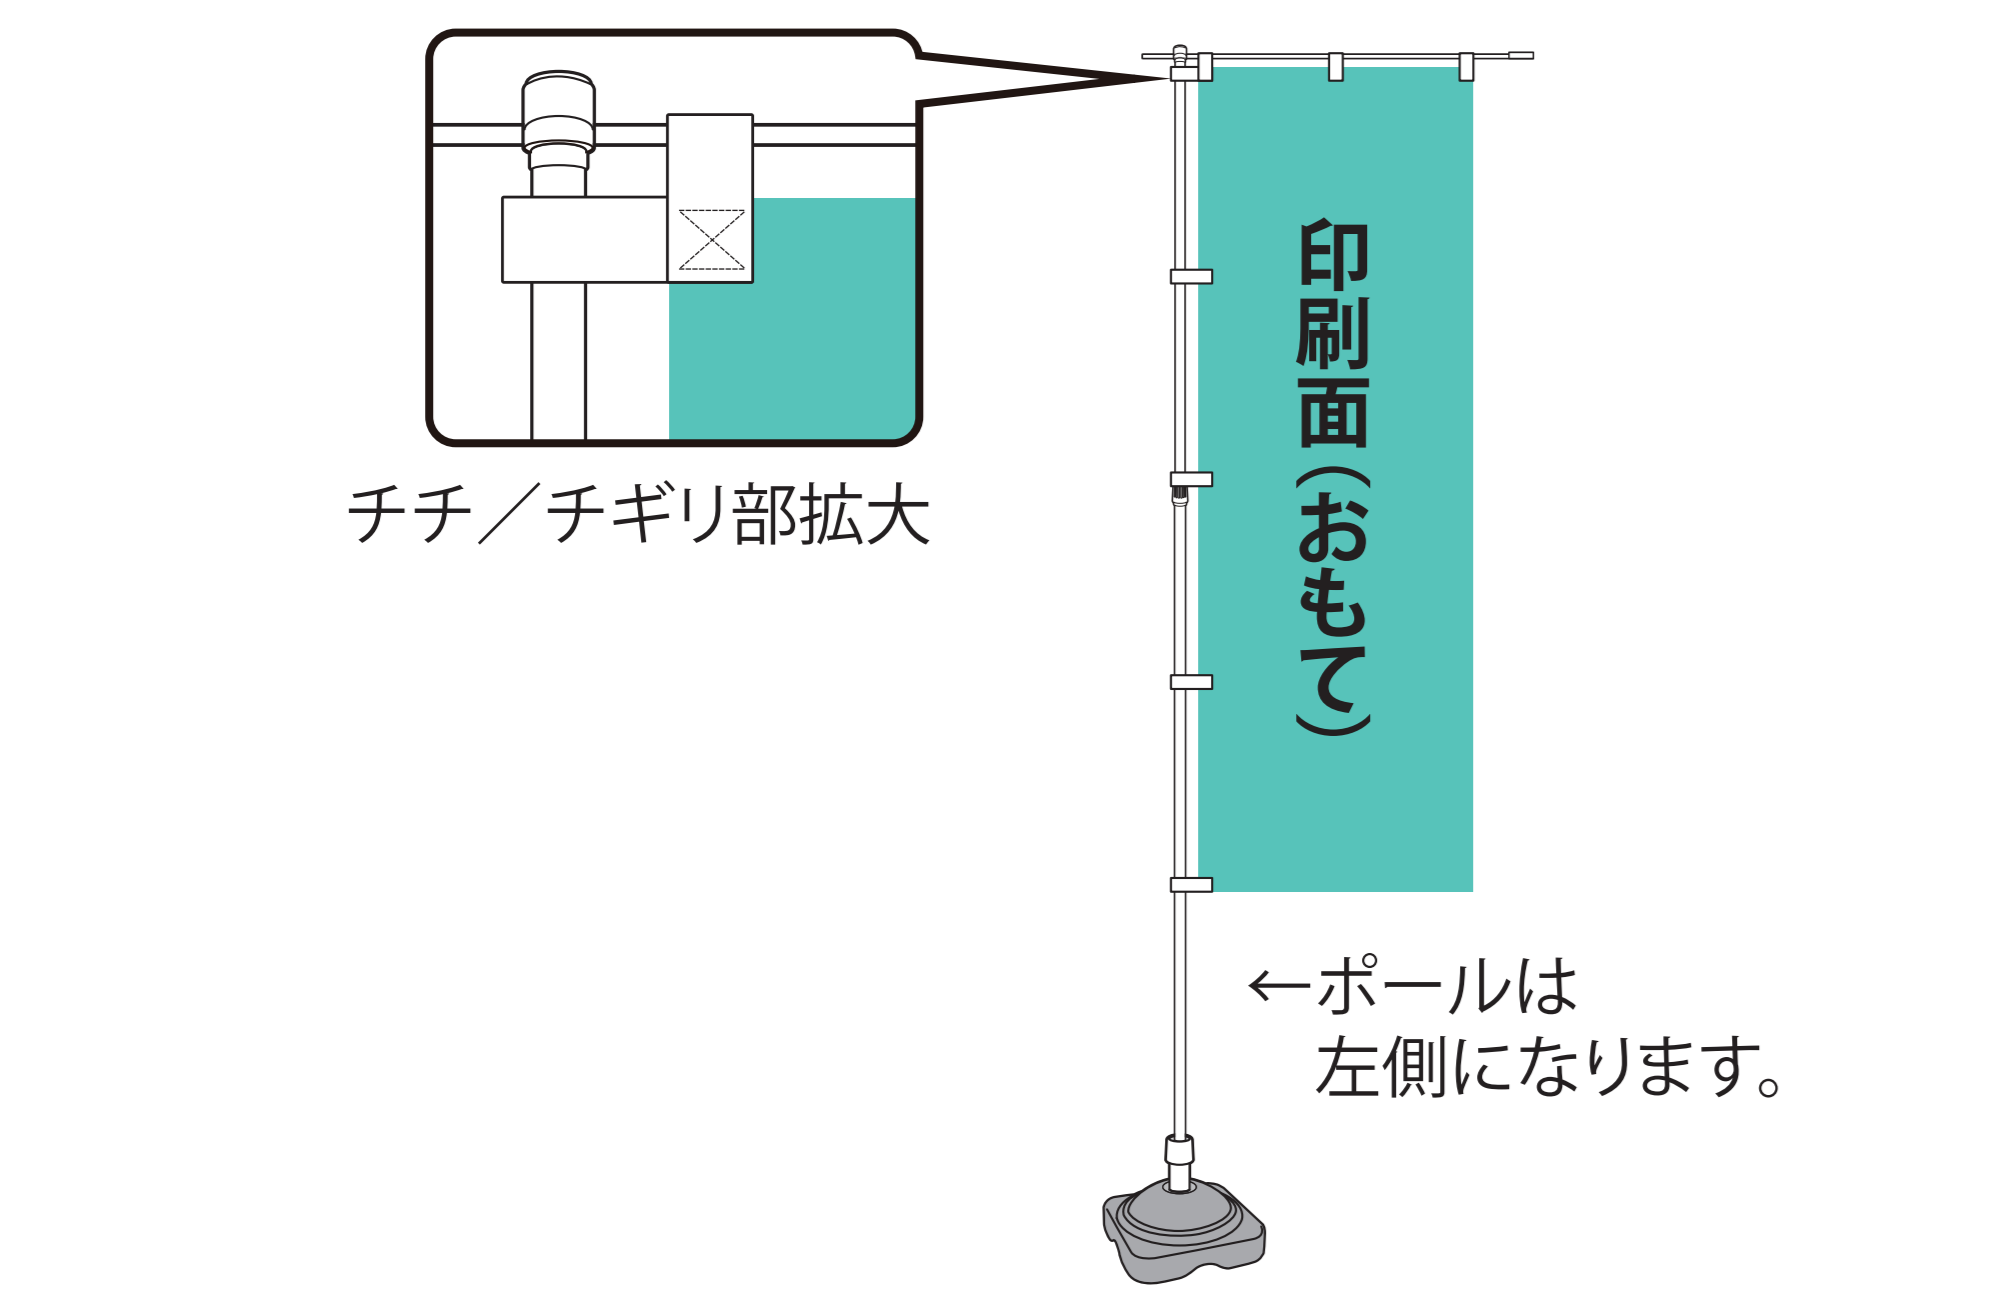 チチ／チギリ部拡大
印刷面（おもて）
←ポールは
左側になります。